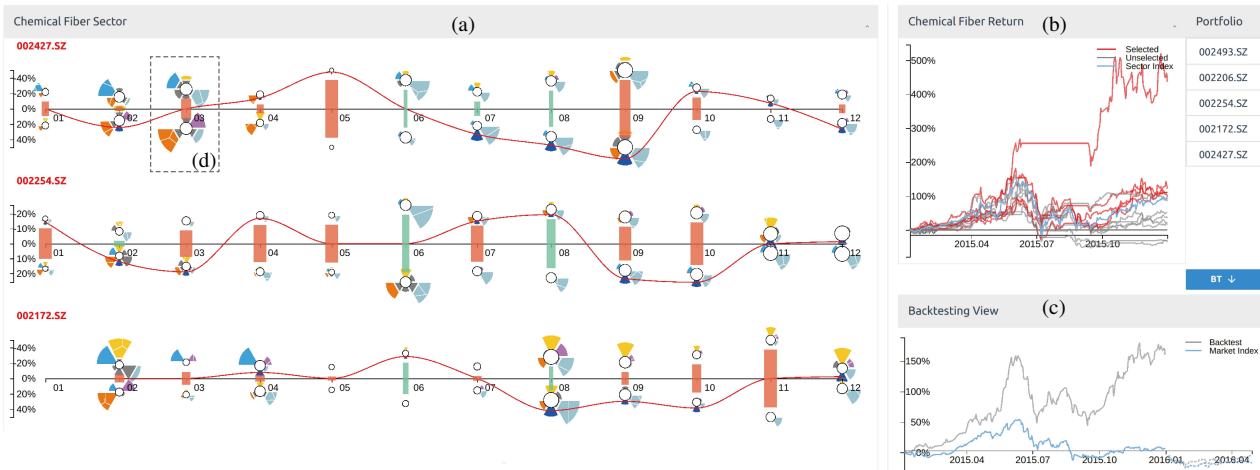 Chemical Fiber Sector
(a)
002427.SZ
40%
20%
0%
20%
40%
01 02 03 04 05 06 07 08 09 10 11 12
(d)
002254.SZ
20%
10%
0%
10%
20%
01 02 03 04 05 06 07 08 09 10 11 12
002172.SZ
40%
20%
0%
20%
40%
01 02 03 04 05 06 07 08 09 10 11 12
Chemical Fiber Return
(b)
Selected
Unselected
Sector Index
500%
400%
300%
200%
100%
0%
2015.04 2015.07 2015.10
Portfolio
002493.SZ
002206.SZ
002254.SZ
002172.SZ
002427.SZ
BT ↓
Backtesting View
(c)
Backtest
Market Index
150%
100%
50%
0%
2015.04 2015.07 2015.10 2016.01 2016.04